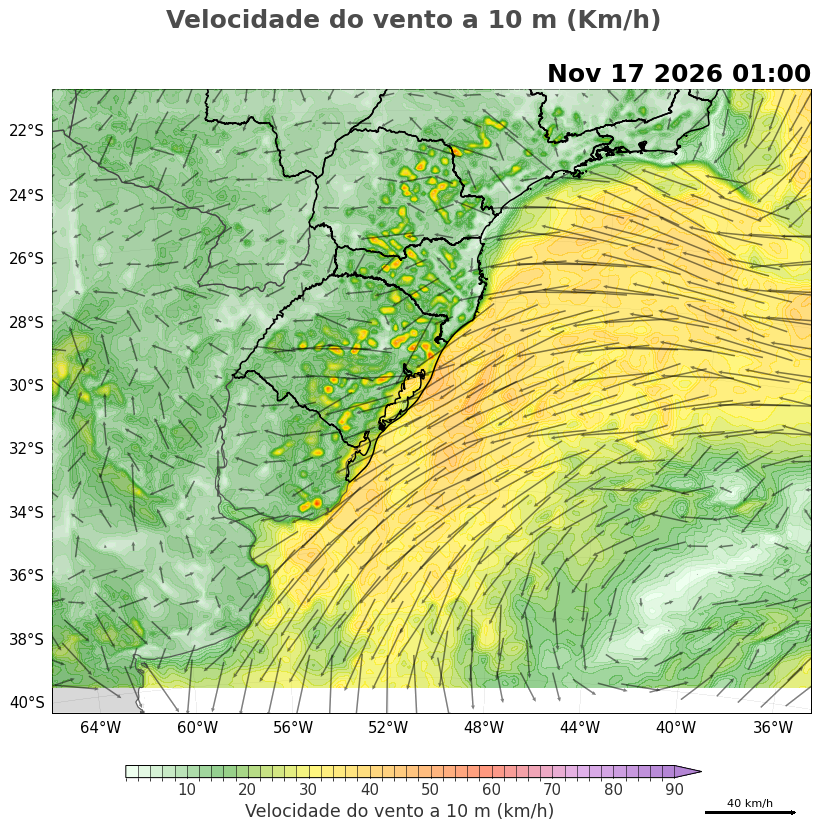 Velocidade do vento a 10 m (Km/h)
Nov 17 2026 01:00
22°S
24°S
26°S
28°S
30°S
32°S
34°S
36°S
38°S
40°S
64°W 60°W 56°W 52°W 48°W 44°W 40°W 36°W
10 20 30 40 50 60 70 80 90
Velocidade do vento a 10 m (km/h)
40 km/h